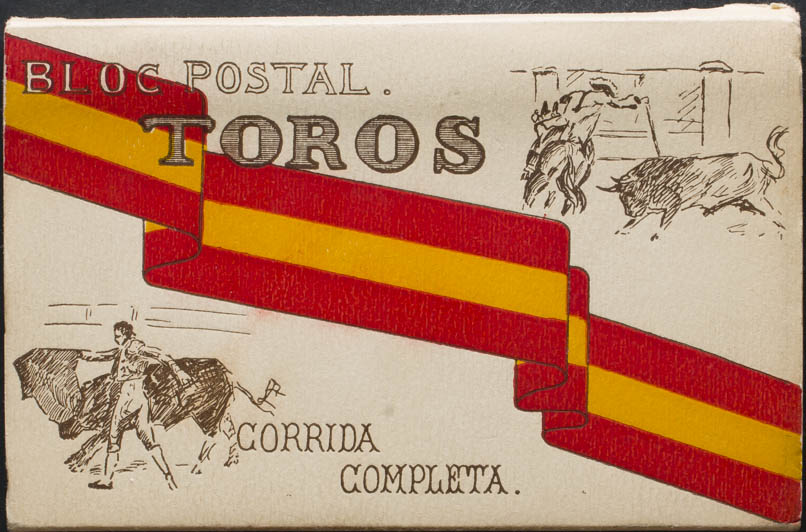 BLOC POSTAL.
TOROS
CORRIDA
COMPLETA.